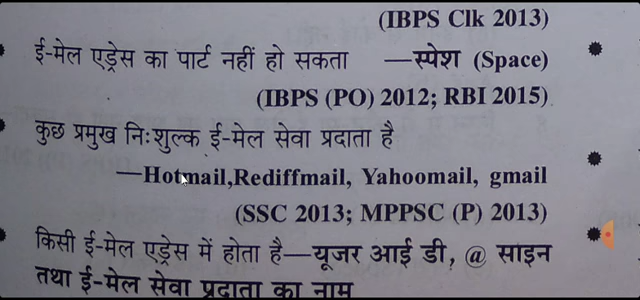 (IBPS Clk 2013)
ई-मेल एड्रेस का पार्ट नहीं हो सकता —स्पेश (Space)
(IBPS (PO) 2012; RBI 2015)
कुछ प्रमुख निःशुल्क ई-मेल सेवा प्रदाता है
—Hotmail,Rediffmail, Yahoomail, gmail
(SSC 2013; MPPSC (P) 2013)
किसी ई-मेल एड्रेस में होता है—यूजर आई डी, @ साइन
तथा ई-मेल सेवा प्रदाता का नाम